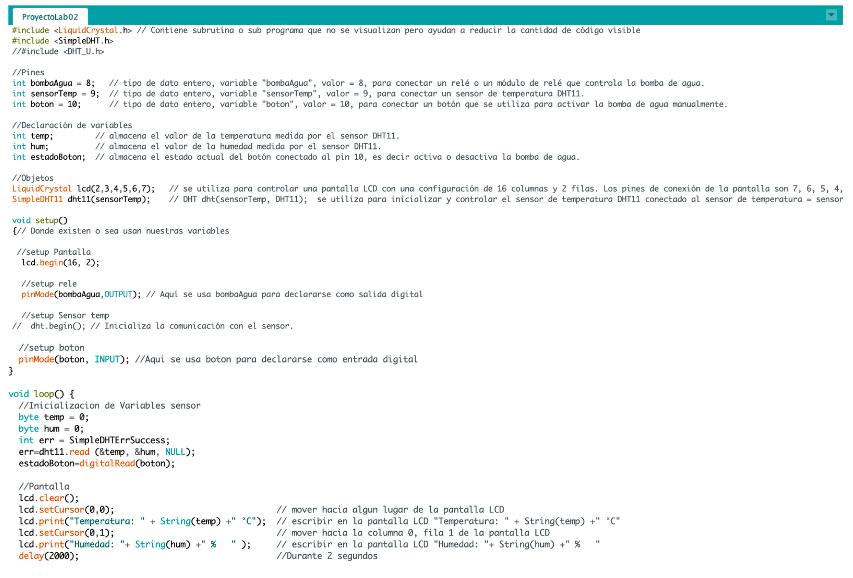 ProyectoLab02
#include <LiquidCrystal.h> // Contiene subrutina o sub programa que no se visualizan pero ayudan a reducir la cantidad de código visible
#include <SimpleDHT.h>
//#include <DHT_U.h>
//Pines
int bombaAgua = 8; // tipo de dato entero, variable "bombaAgua", valor = 8, para conectar un relé o un módulo de relé que controla la bomba de agua.
int sensorTemp = 9; // tipo de dato entero, variable "sensorTemp", valor = 9, para conectar un sensor de temperatura DHT11.
int boton = 10; // tipo de dato entero, variable "boton", valor = 10, para conectar un botón que se utiliza para activar la bomba de agua manualmente.
//Declaración de variables
int temp; // almacena el valor de la temperatura medida por el sensor DHT11.
int hum; // almacena el valor de la humedad medida por el sensor DHT11.
int estadoBoton; // almacena el estado actual del botón conectado al pin 10, es decir activa o desactiva la bomba de agua.
//Objetos
LiquidCrystal lcd(2,3,4,5,6,7); // se utiliza para controlar una pantalla LCD con una configuración de 16 columnas y 2 filas. Los pines de conexión de la pantalla son 7, 6, 5, 4,
SimpleDHT11 dht11(sensorTemp); // DHT dht(sensorTemp, DHT11); se utiliza para inicializar y controlar el sensor de temperatura DHT11 conectado al sensor de temperatura = sensor
void setup()
{// Donde existen o sea usan nuestras variables
//setup Pantalla
lcd.begin(16, 2);
//setup rele
pinMode(bombaAgua,OUTPUT); // Aqui se usa bombaAgua para declararse como salida digital
//setup Sensor temp
// dht.begin(); // Inicializa la comunicación con el sensor.
//setup boton
pinMode(boton, INPUT); //Aqui se usa boton para declararse como entrada digital
}
void loop() {
//Inicializacion de Variables sensor
byte temp = 0;
byte hum = 0;
int err = SimpleDHTErrSuccess;
err=dht11.read (&temp, &hum, NULL);
estadoBoton=digitalRead(boton);
//Pantalla
lcd.clear();
lcd.setCursor(0,0); // mover hacia algun lugar de la pantalla LCD
lcd.print("Temperatura: " + String(temp) +" °C"); // escribir en la pantalla LCD "Temperatura: " + String(temp) +" °C"
lcd.setCursor(0,1); // mover hacia la columna 0, fila 1 de la pantalla LCD
lcd.print("Humedad: "+ String(hum) +" % " ); // escribir en la pantalla LCD "Humedad: "+ String(hum) +" % "
delay(2000); //Durante 2 segundos